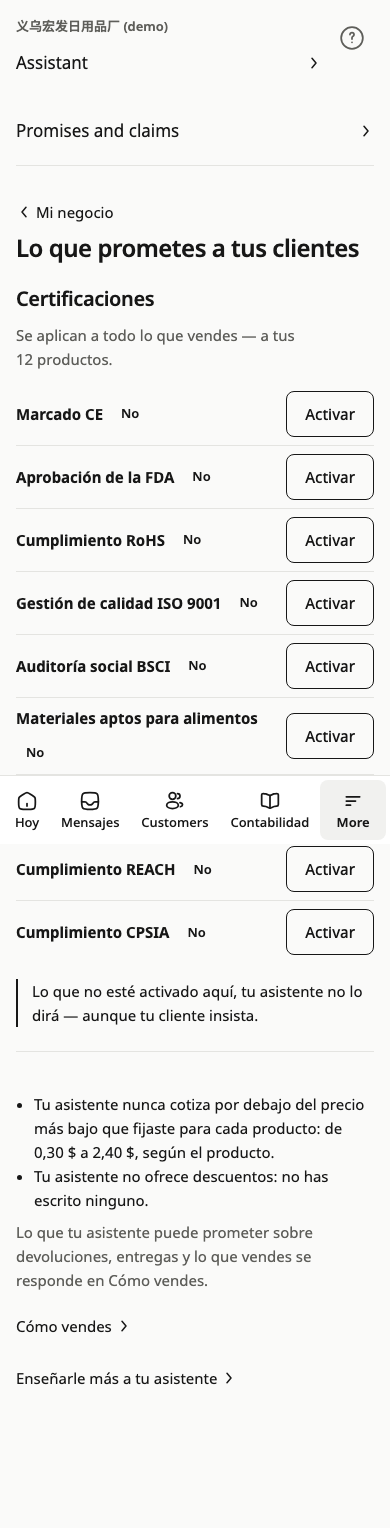 义乌宏发日用品厂 (demo)
Assistant
Promises and claims
Mi negocio
Lo que prometes a tus clientes
Certificaciones
Se aplican a todo lo que vendes — a tus
12 productos.
Marcado CE No Activar
Aprobación de la FDA No Activar
Cumplimiento RoHS No Activar
Gestión de calidad ISO 9001 No Activar
Auditoría social BSCI No Activar
Materiales aptos para alimentos
No Activar
Hoy Mensajes Customers Contabilidad More
Cumplimiento REACH No Activar
Cumplimiento CPSIA No Activar
Lo que no esté activado aquí, tu asistente no lo
dirá — aunque tu cliente insista.
• Tu asistente nunca cotiza por debajo del precio
más bajo que fijaste para cada producto: de
0,30 $ a 2,40 $, según el producto.
• Tu asistente no ofrece descuentos: no has
escrito ninguno.
Lo que tu asistente puede prometer sobre
devoluciones, entregas y lo que vendes se
responde en Cómo vendes.
Cómo vendes
Enseñarle más a tu asistente